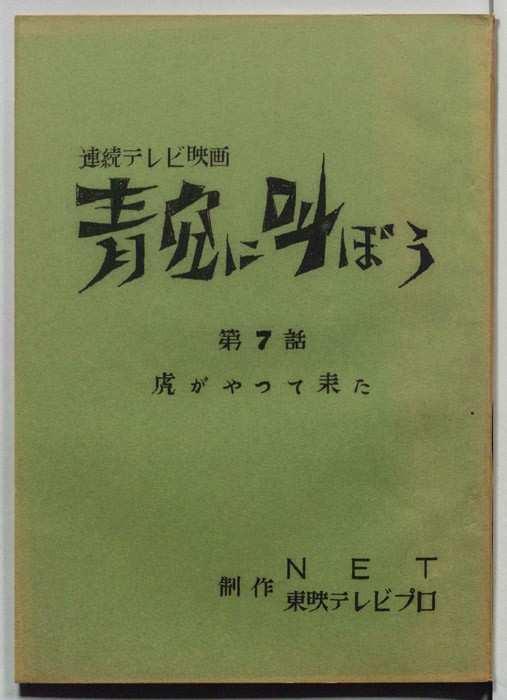 連続テレビ映画
青空に叫ぼう
第7話
虎がやつて来た
制作 NET
東映テレビプロ